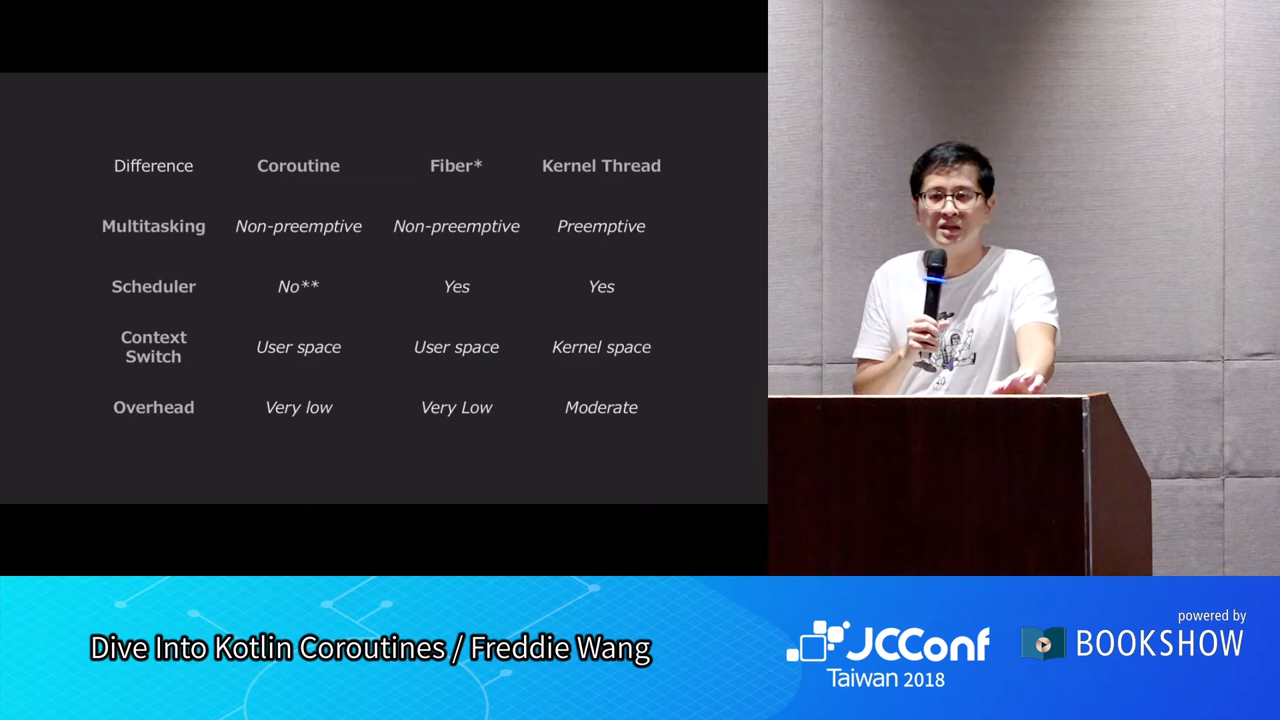 Difference Coroutine Fiber* Kernel Thread
Multitasking Non-preemptive Non-preemptive Preemptive
Scheduler No** Yes Yes
Context
Switch User space User space Kernel space
Overhead Very low Very Low Moderate
Dive Into Kotlin Coroutines / Freddie Wang
JCConf
Taiwan 2018
powered by
BOOKSHOW